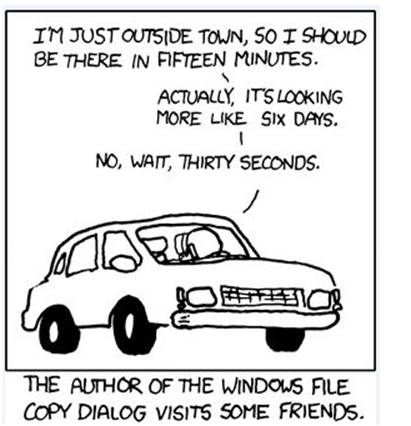 I'M JUST OUTSIDE TOWN, SO I SHOULD
BE THERE IN FIFTEEN MINUTES.
ACTUALLY, IT'S LOOKING
MORE LIKE SIX DAYS.
NO, WAIT, THIRTY SECONDS.
THE AUTHOR OF THE WINDOWS FILE
COPY DIALOG VISITS SOME FRIENDS.